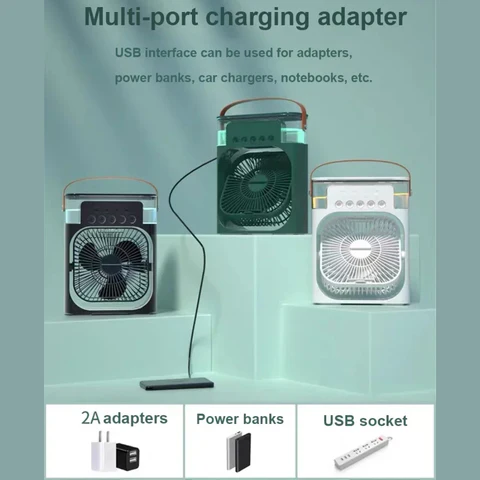 Multi-port charging adapter
USB interface can be used for adapters,
power banks, car chargers, notebooks, etc.
2A adapters
Power banks
USB socket